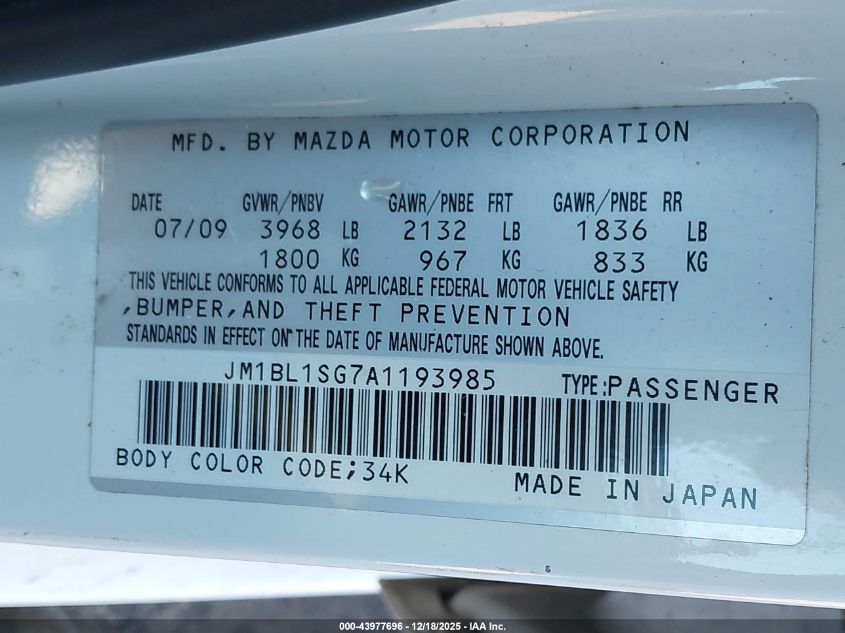 MFD. BY MAZDA MOTOR CORPORATION
DATE GVWR/PNBV GAWR/PNBE FRT GAWR/PNBE RR
07/09 3968 LB 2132 LB 1836 LB
1800 KG 967 KG 833 KG
THIS VEHICLE CONFORMS TO ALL APPLICABLE FEDERAL MOTOR VEHICLE SAFETY
,BUMPER,AND THEFT PREVENTION
STANDARDS IN EFFECT ON THE DATE OF MANUFACTURE SHOWN ABOVE.
JM1BL1SG7A1193985 TYPE:PASSENGER
BODY COLOR CODE;34K MADE IN JAPAN
000-43977696 - 12/18/2025 - IAA Inc.